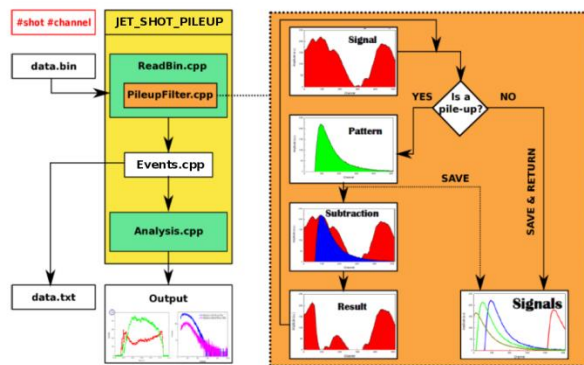 #shot #channel
JET_SHOT_PILEUP
data.bin
ReadBin.cpp
PileupFilter.cpp
Events.cpp
Analysis.cpp
data.txt
Output
Signal
Is a
pile-up?
YES
NO
Pattern
SAVE
SAVE & RETURN
Subtraction
Result
Signals